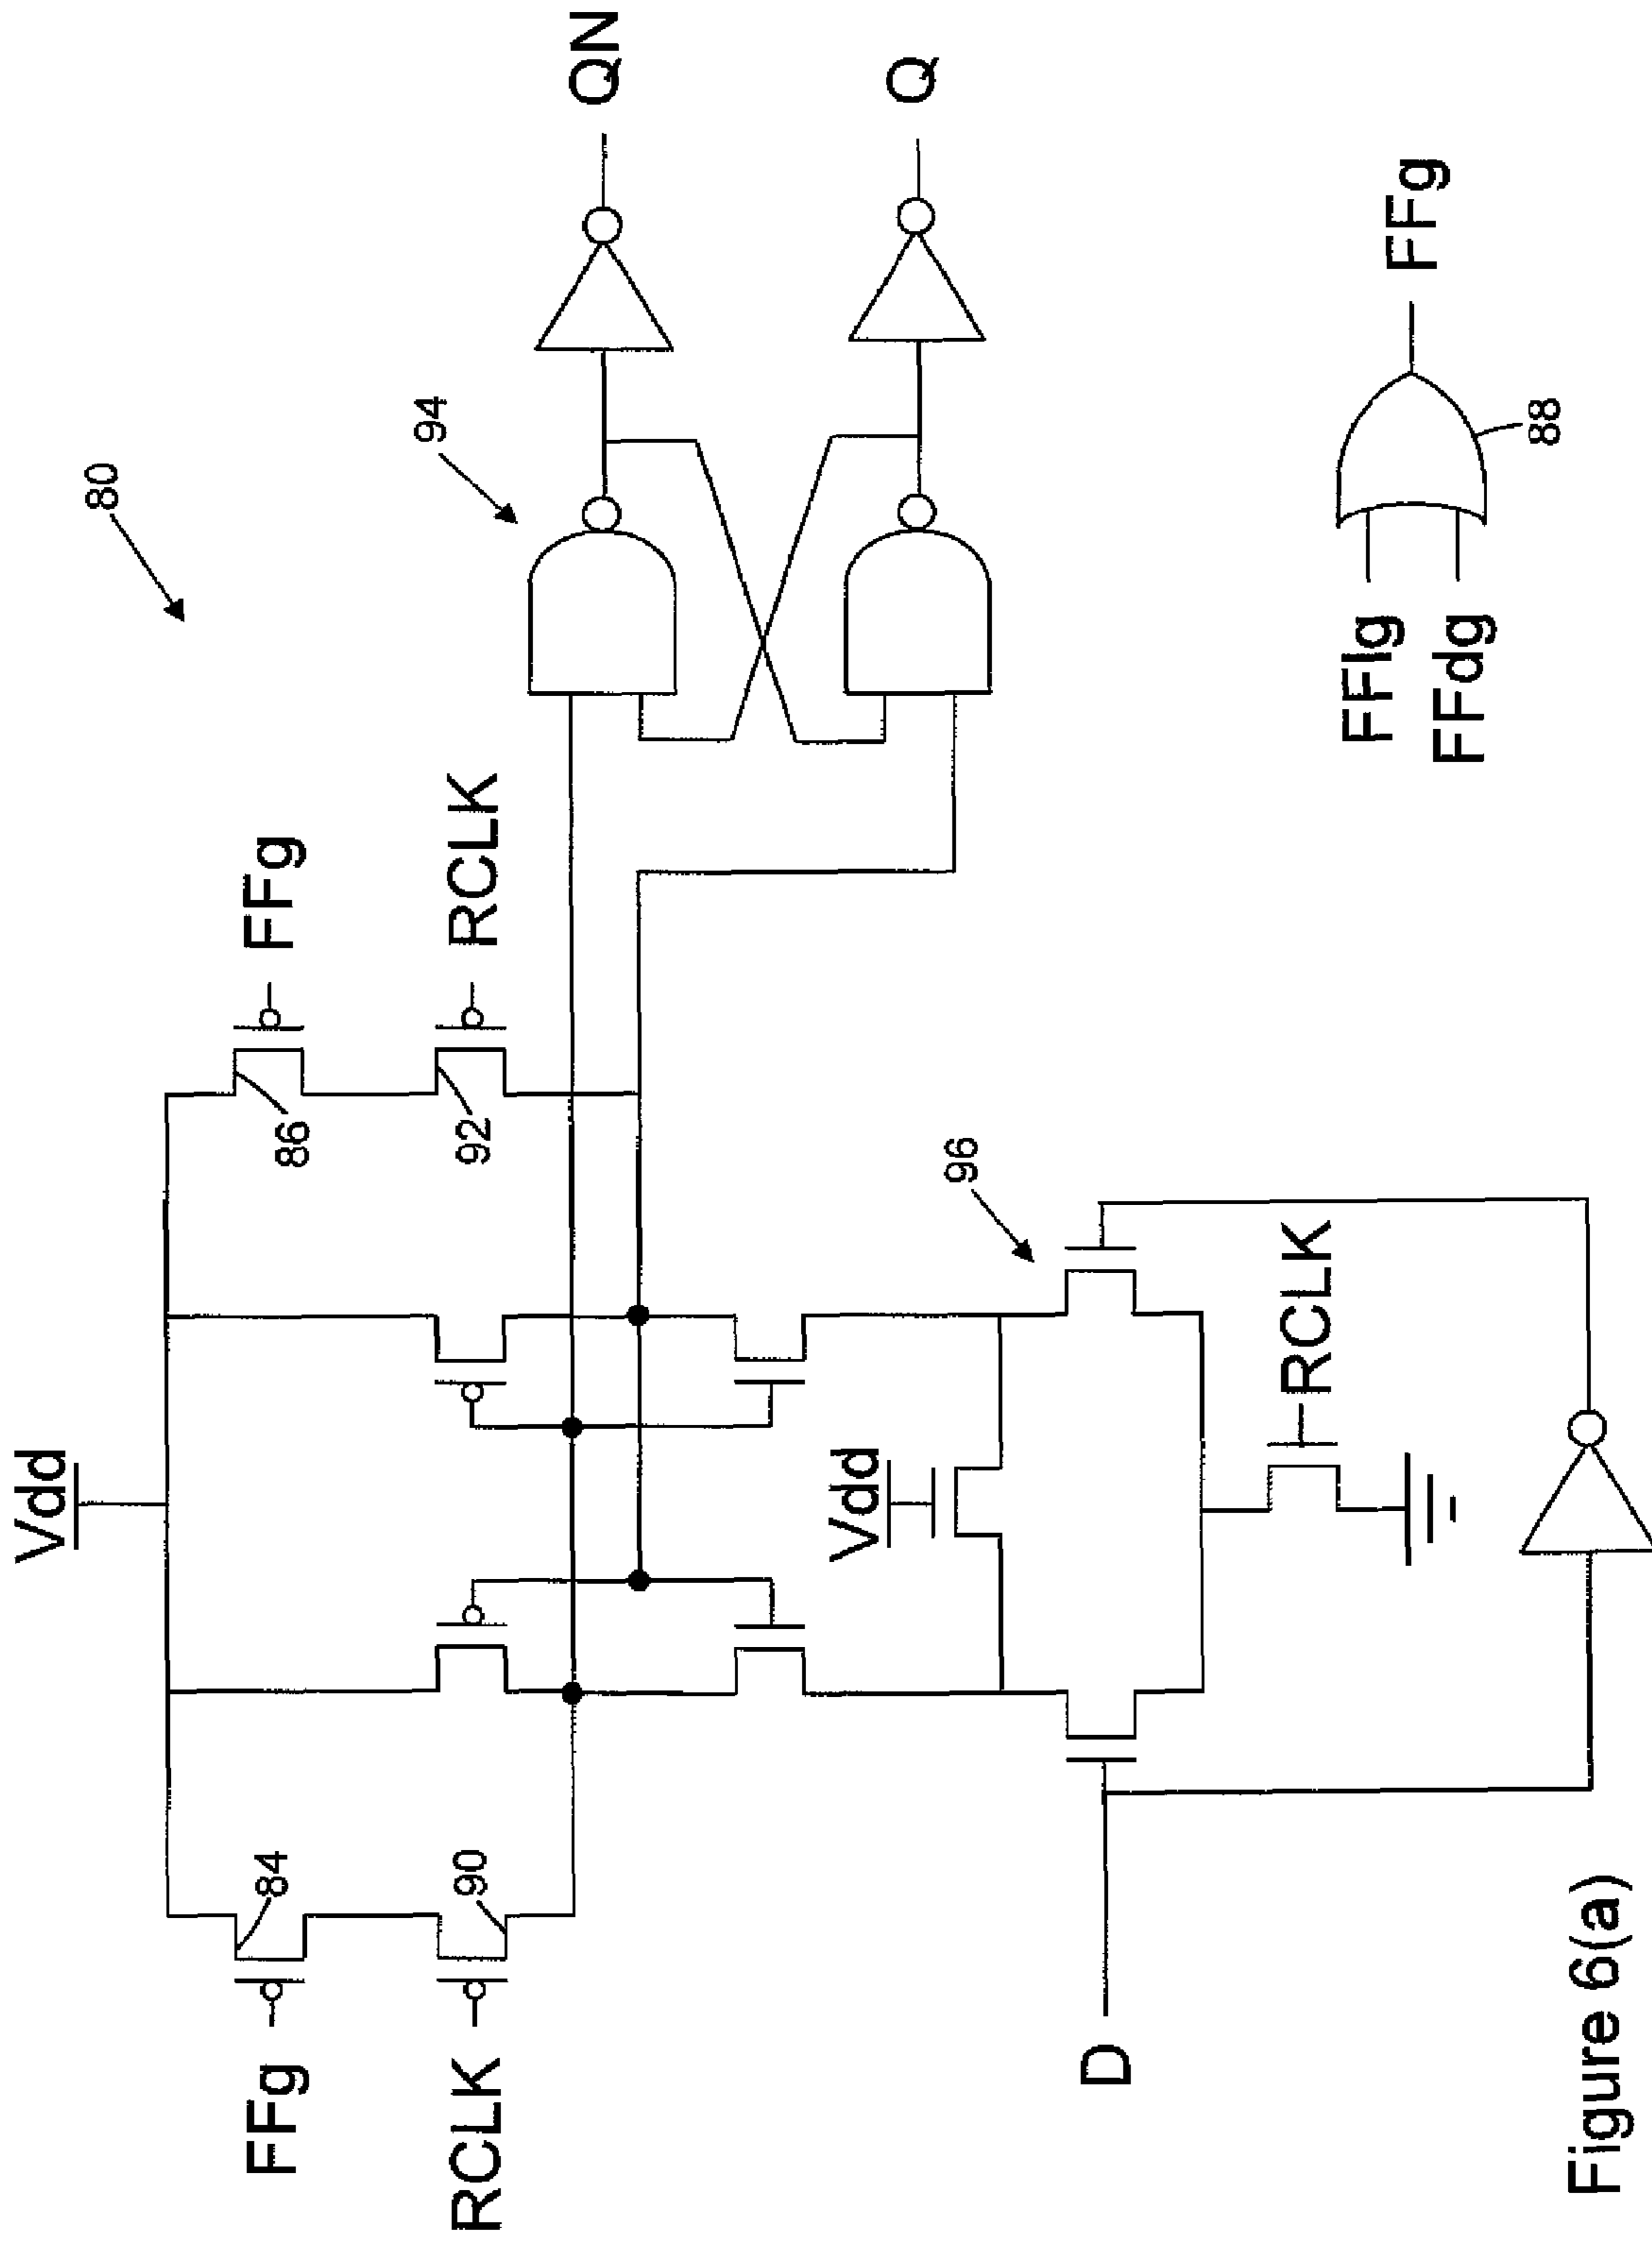 80
Vdd
FFg
84
RCLK
90
FFg
86
RCLK
92
94
QN
Q
Vdd
96
D
RCLK
FFlg
FFdg
FFg
88
Figure 6(a)